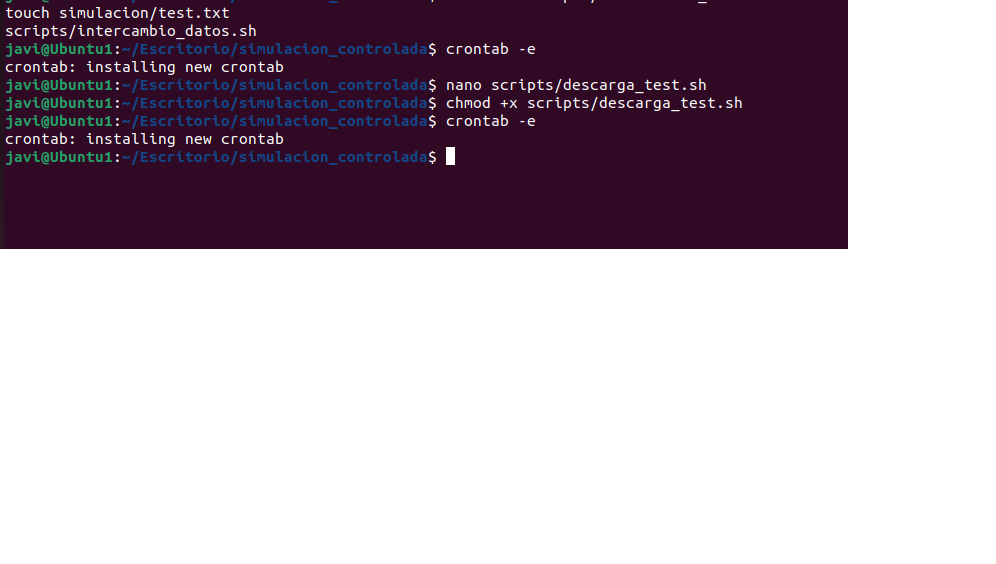 touch simulacion/test.txt
scripts/intercambio_datos.sh
javi@Ubuntu1:~/Escritorio/simulacion_controlada$ crontab -e
crontab: installing new crontab
javi@Ubuntu1:~/Escritorio/simulacion_controlada$ nano scripts/descarga_test.sh
javi@Ubuntu1:~/Escritorio/simulacion_controlada$ chmod +x scripts/descarga_test.sh
javi@Ubuntu1:~/Escritorio/simulacion_controlada$ crontab -e
crontab: installing new crontab
javi@Ubuntu1:~/Escritorio/simulacion_controlada$